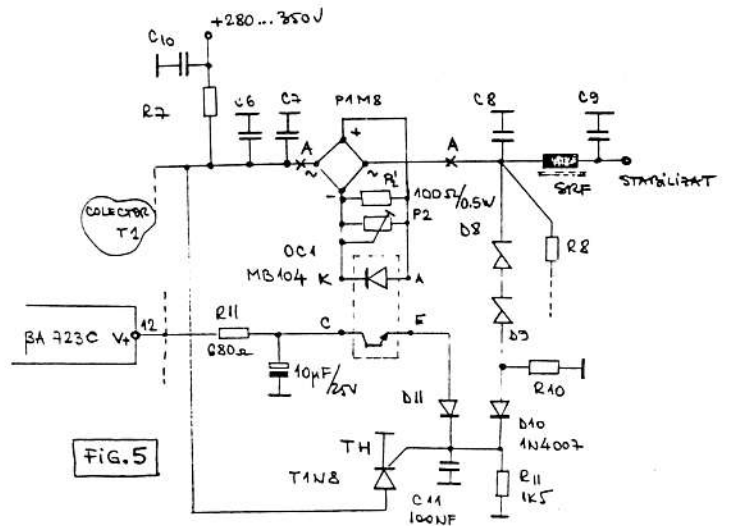 +280...350V
C10
R7
C6
C7
P1M8
C8
C9
A
+
A
~
~
-
R1'
100Ω/0.5W
P2
SRF
STABILIZAT
COLECTOR
T1
D8
R8
OC1
MB104
K
A
D9
βA 723C
V+
12
R11
680Ω
C
E
10µF/25V
D11
R10
D10
1N4007
FIG.5
TH
T1N8
C11
100NF
R11
1K5